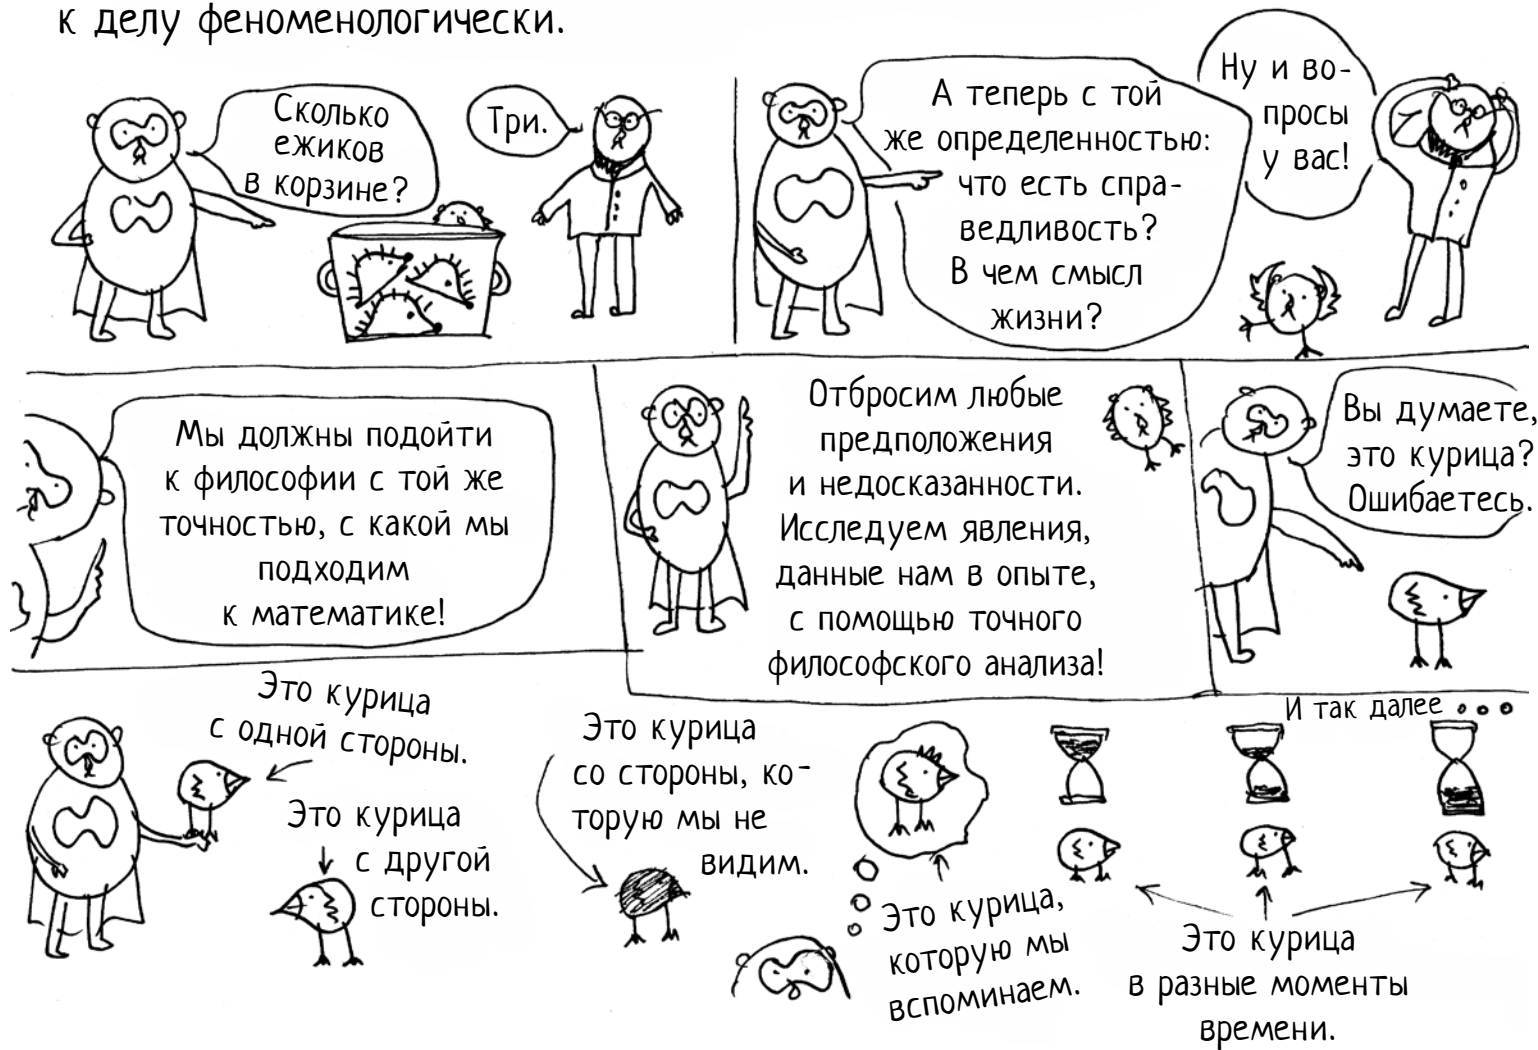 к делу феноменологически.
Сколько
ежиков
в корзине?
Три.
А теперь с той
же определенностью:
что есть спра-
ведливость?
В чем смысл
жизни?
Ну и во-
просы
у вас!
Мы должны подойти
к философии с той же
точностью, с какой мы
подходим
к математике!
Отбросим любые
предположения
и недосказанности.
Исследуем явления,
данные нам в опыте,
с помощью точного
философского анализа!
Вы думаете,
это курица?
Ошибаетесь.
Это курица
с одной стороны.
Это курица
с другой
стороны.
Это курица
со стороны, ко-
торую мы не
видим.
Это курица,
которую мы
вспоминаем.
И так далее
Это курица
в разные моменты
времени.